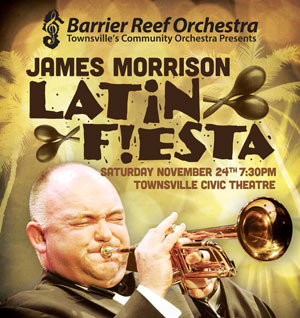 Barrier Reef Orchestra
Townsville's Community Orchestra Presents
JAMES MORRISON
LATIN
F!ESTA
SATURDAY NOVEMBER 24TH 7:30PM
TOWNSVILLE CIVIC THEATRE